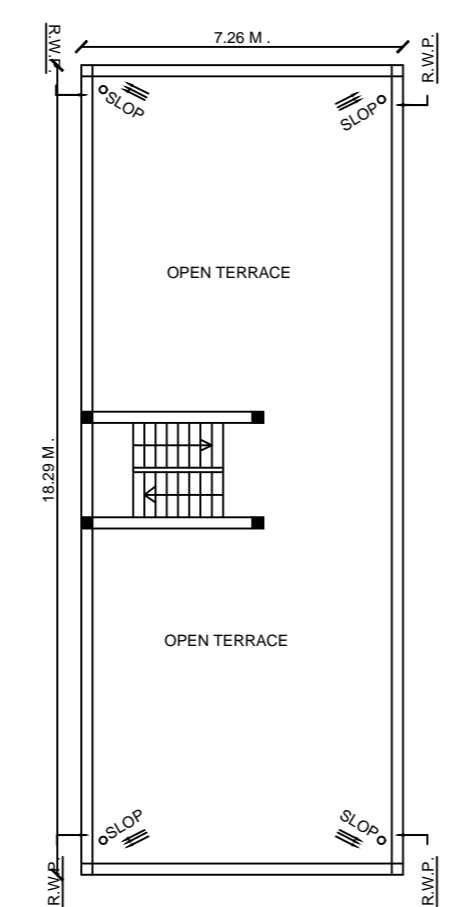 R.W.P.
7.26 M .
R.W.P.
SLOP
SLOP
OPEN TERRACE
18.29 M .
OPEN TERRACE
SLOP
SLOP
R.W.P.
R.W.P.